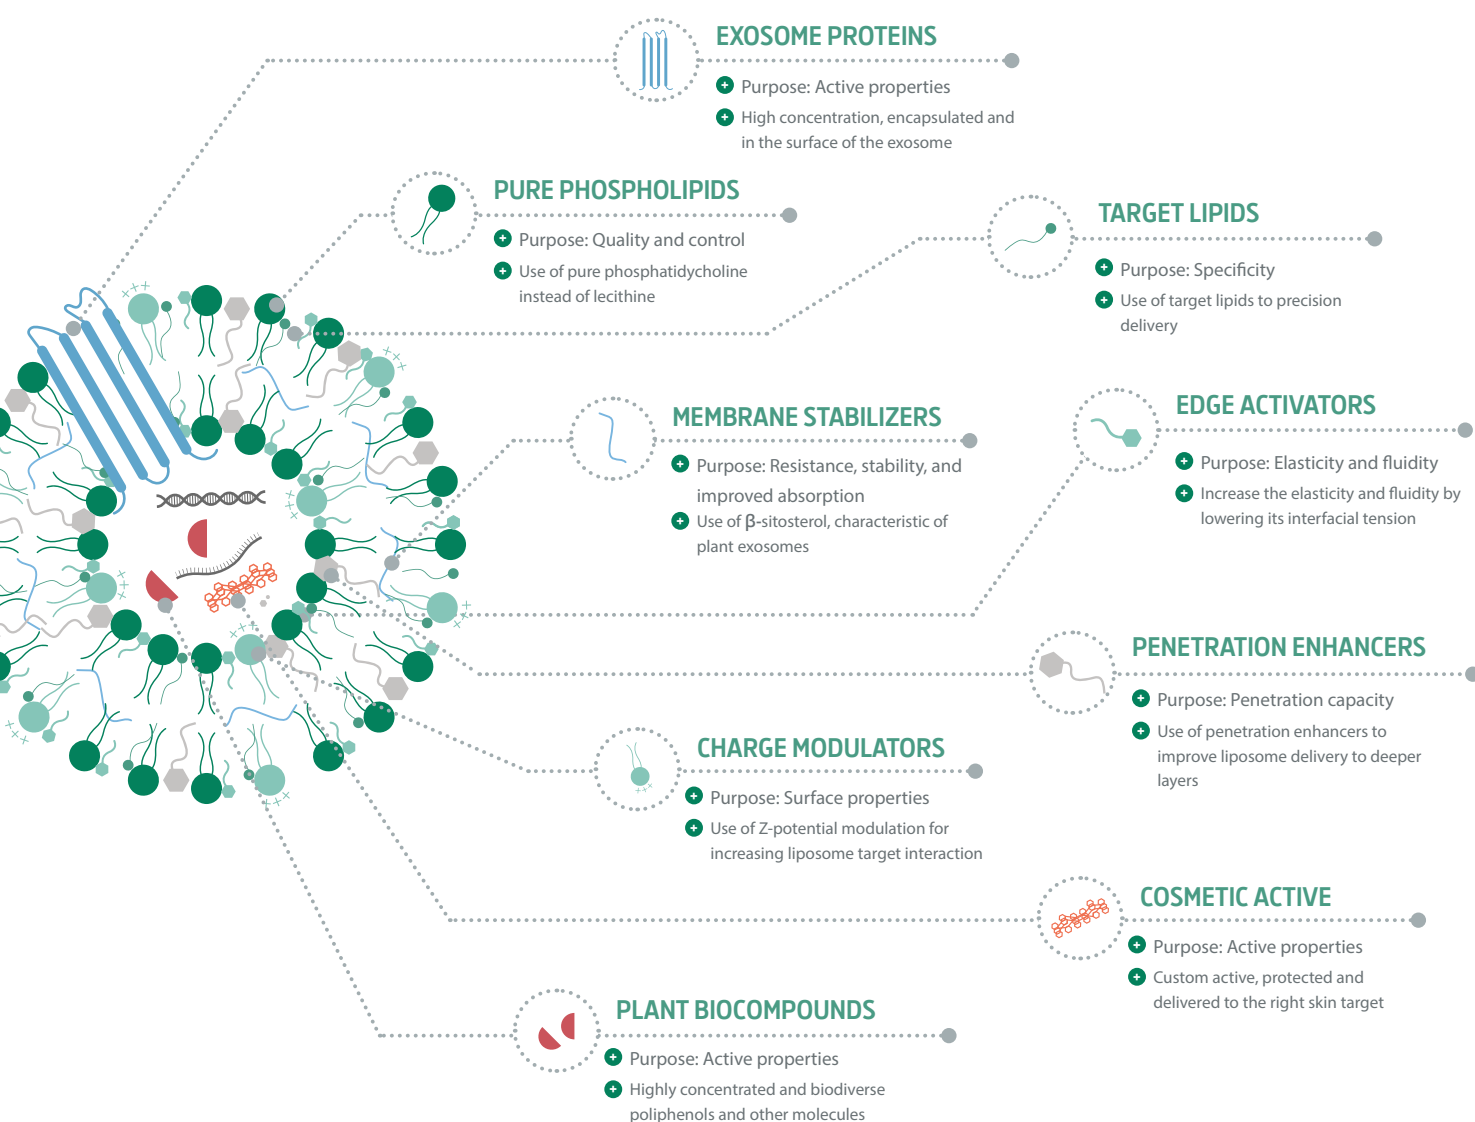 EXOSOME PROTEINS
Purpose: Active properties
High concentration, encapsulated and
in the surface of the exosome
PURE PHOSPHOLIPIDS
Purpose: Quality and control
Use of pure phosphatidycholine
instead of lecithine
TARGET LIPIDS
Purpose: Specificity
Use of target lipids to precision
delivery
MEMBRANE STABILIZERS
Purpose: Resistance, stability, and
improved absorption
Use of β-sitosterol, characteristic of
plant exosomes
EDGE ACTIVATORS
Purpose: Elasticity and fluidity
Increase the elasticity and fluidity by
lowering its interfacial tension
PENETRATION ENHANCERS
Purpose: Penetration capacity
Use of penetration enhancers to
improve liposome delivery to deeper
layers
CHARGE MODULATORS
Purpose: Surface properties
Use of Z-potential modulation for
increasing liposome target interaction
COSMETIC ACTIVE
Purpose: Active properties
Custom active, protected and
delivered to the right skin target
PLANT BIOCOMPOUNDS
Purpose: Active properties
Highly concentrated and biodiverse
poliphenols and other molecules